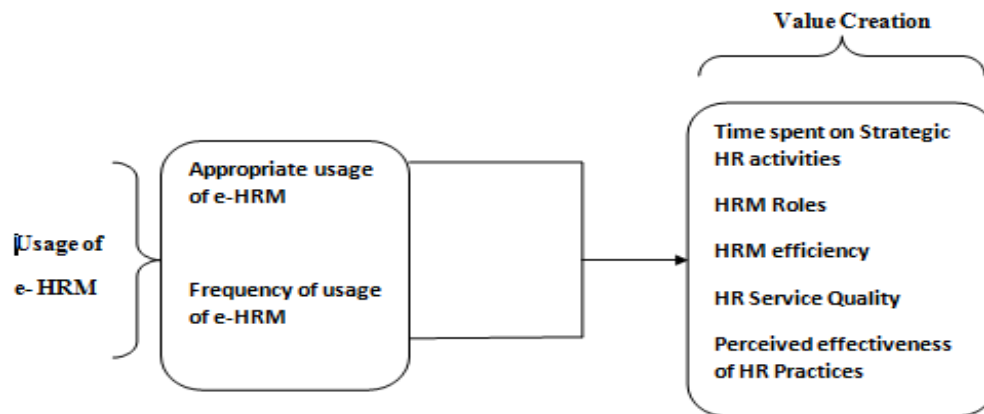 Value Creation
Usage of
e- HRM
Appropriate usage
of e-HRM
Frequency of usage
of e-HRM
Time spent on Strategic
HR activities
HRM Roles
HRM efficiency
HR Service Quality
Perceived effectiveness
of HR Practices